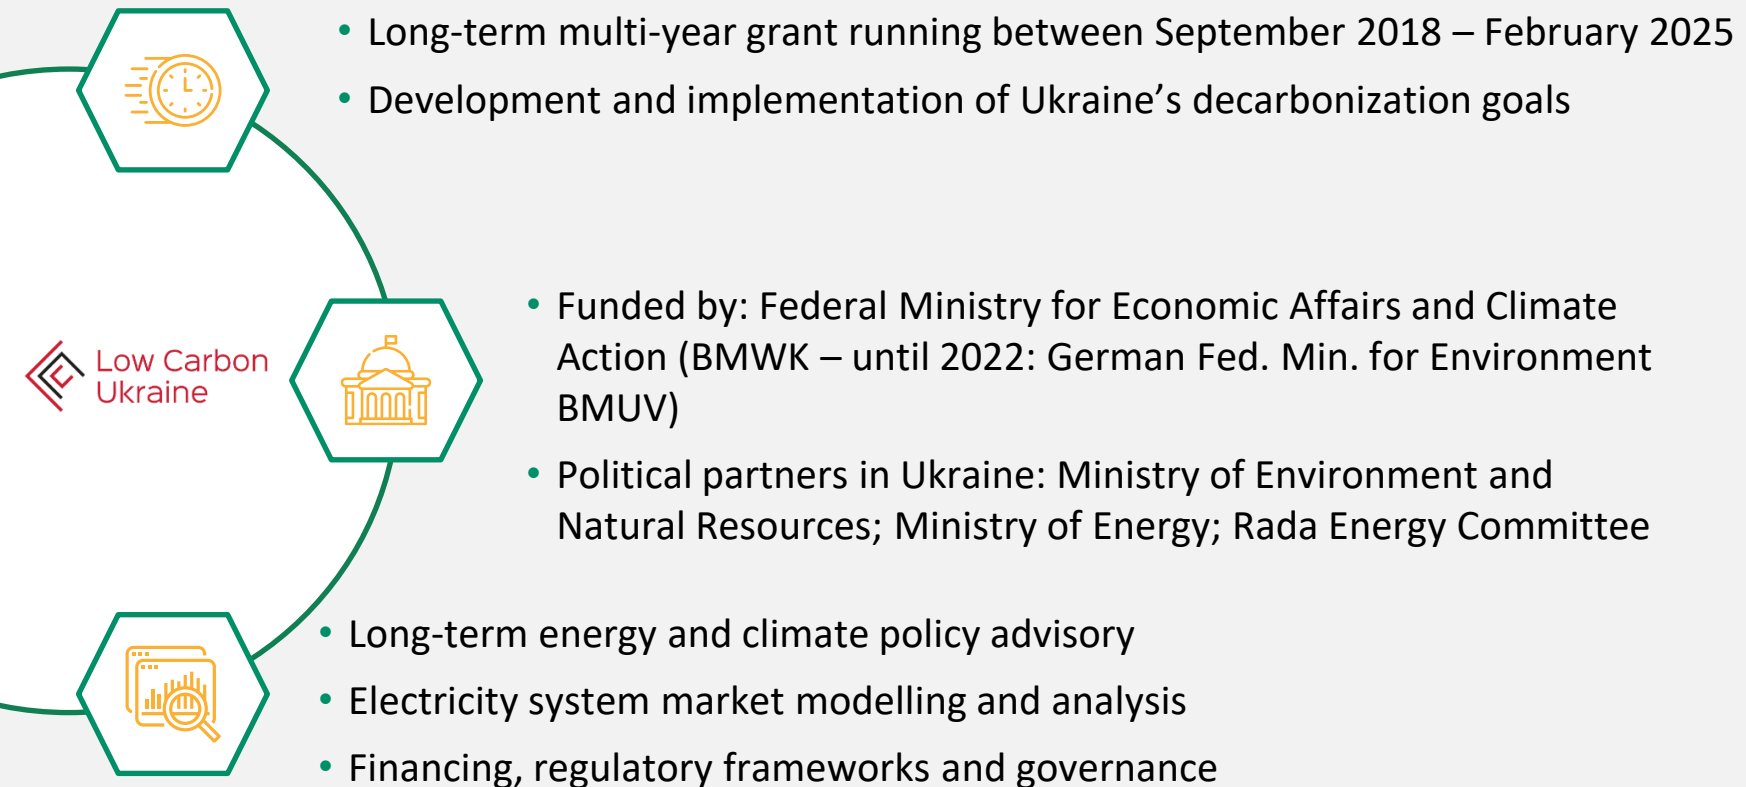 • Long-term multi-year grant running between September 2018 – February 2025
• Development and implementation of Ukraine’s decarbonization goals
Low Carbon
Ukraine
• Funded by: Federal Ministry for Economic Affairs and Climate
Action (BMWK – until 2022: German Fed. Min. for Environment
BMUV)
• Political partners in Ukraine: Ministry of Environment and
Natural Resources; Ministry of Energy; Rada Energy Committee
• Long-term energy and climate policy advisory
• Electricity system market modelling and analysis
• Financing, regulatory frameworks and governance